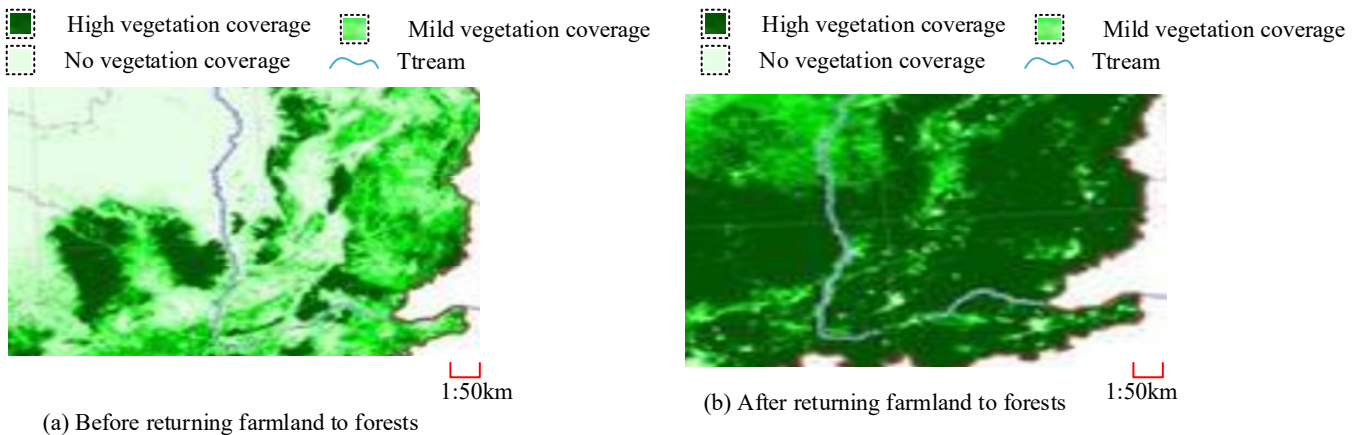 High vegetation coverage
Mild vegetation coverage
No vegetation coverage
Ttream
1:50km
(a) Before returning farmland to forests
High vegetation coverage
Mild vegetation coverage
No vegetation coverage
Ttream
1:50km
(b) After returning farmland to forests